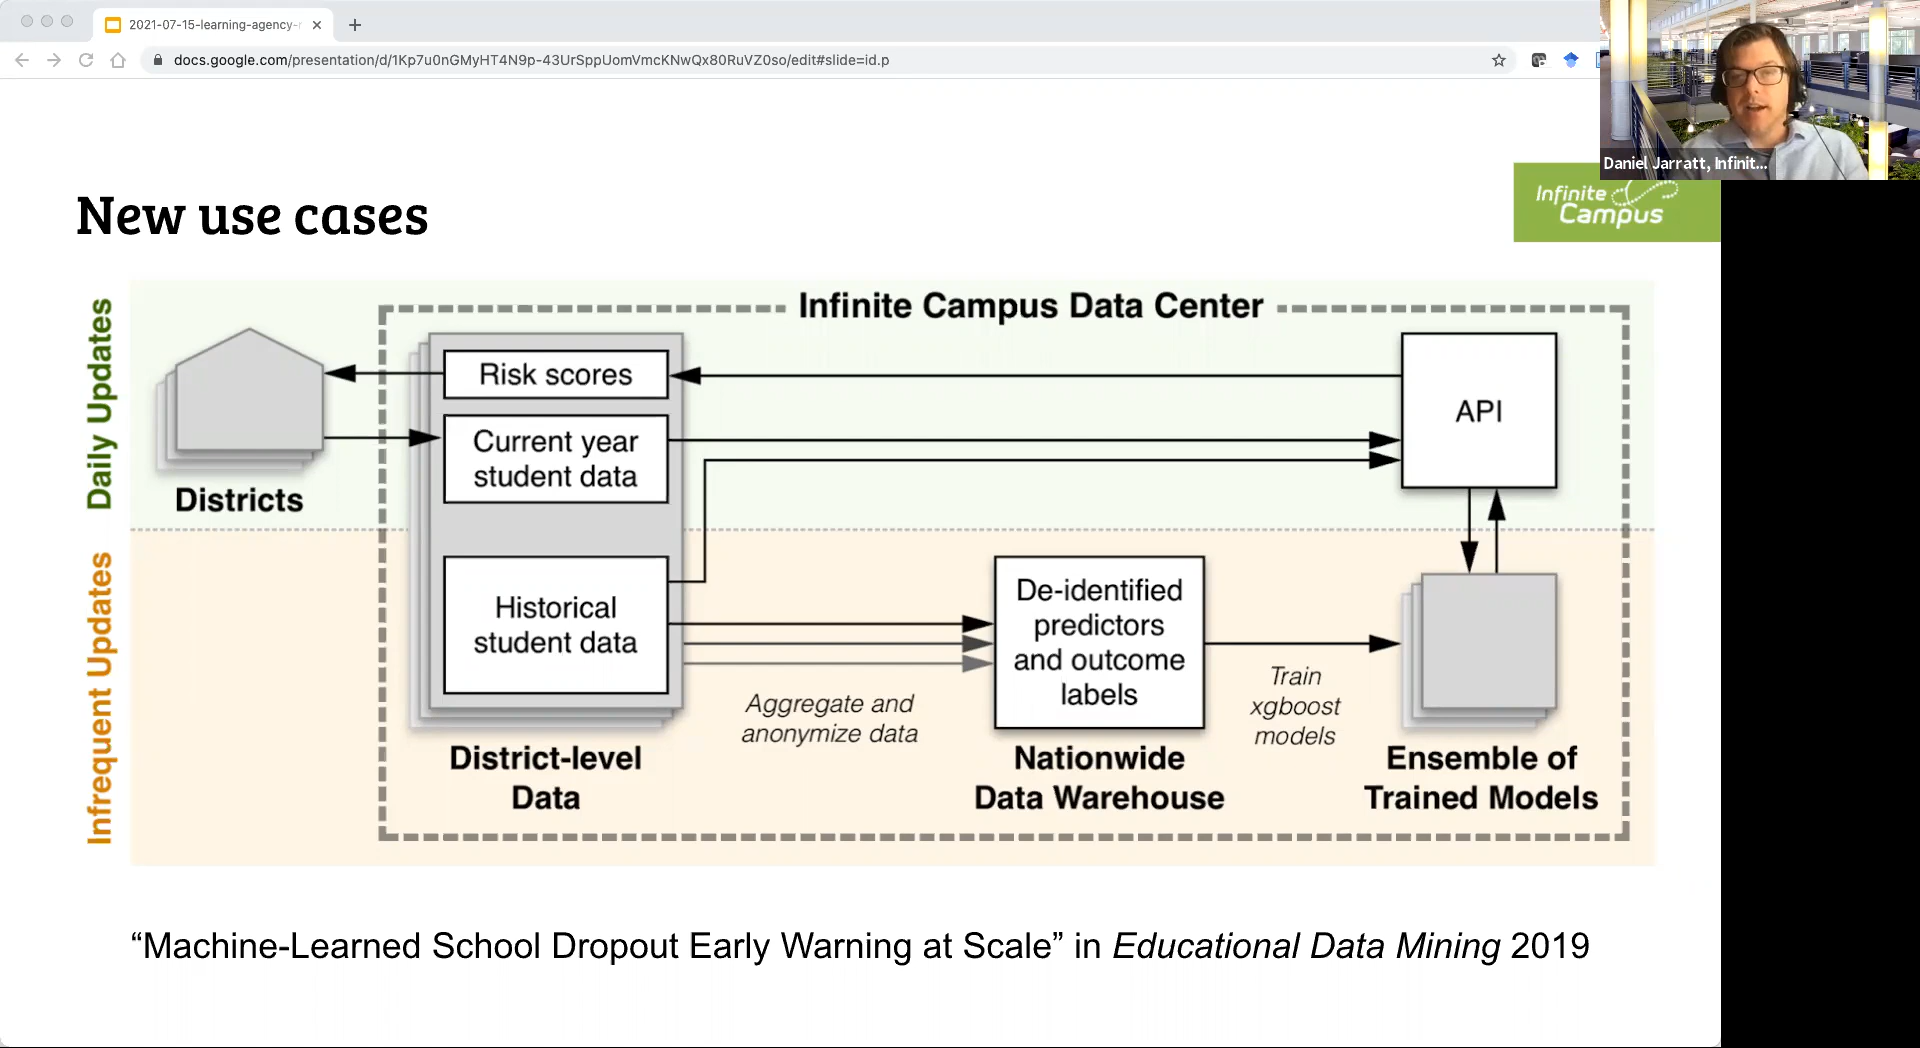 2021-07-15-learning-agency-
docs.google.com/presentation/d/1Kp7u0nGMyHT4N9p-43UrSppUomVmcKNwQx80RuVZ0so/edit#slide=id.p
Daniel Jarratt, Infinit...
Infinite
Campus
New use cases
Infinite Campus Data Center
Daily Updates
Risk scores
Current year
student data
API
Districts
Infrequent Updates
Historical
student data
De-identified
predictors
and outcome
labels
Aggregate and
anonymize data
Train
xgboost
models
District-level
Data
Nationwide
Data Warehouse
Ensemble of
Trained Models
“Machine-Learned School Dropout Early Warning at Scale” in Educational Data Mining 2019